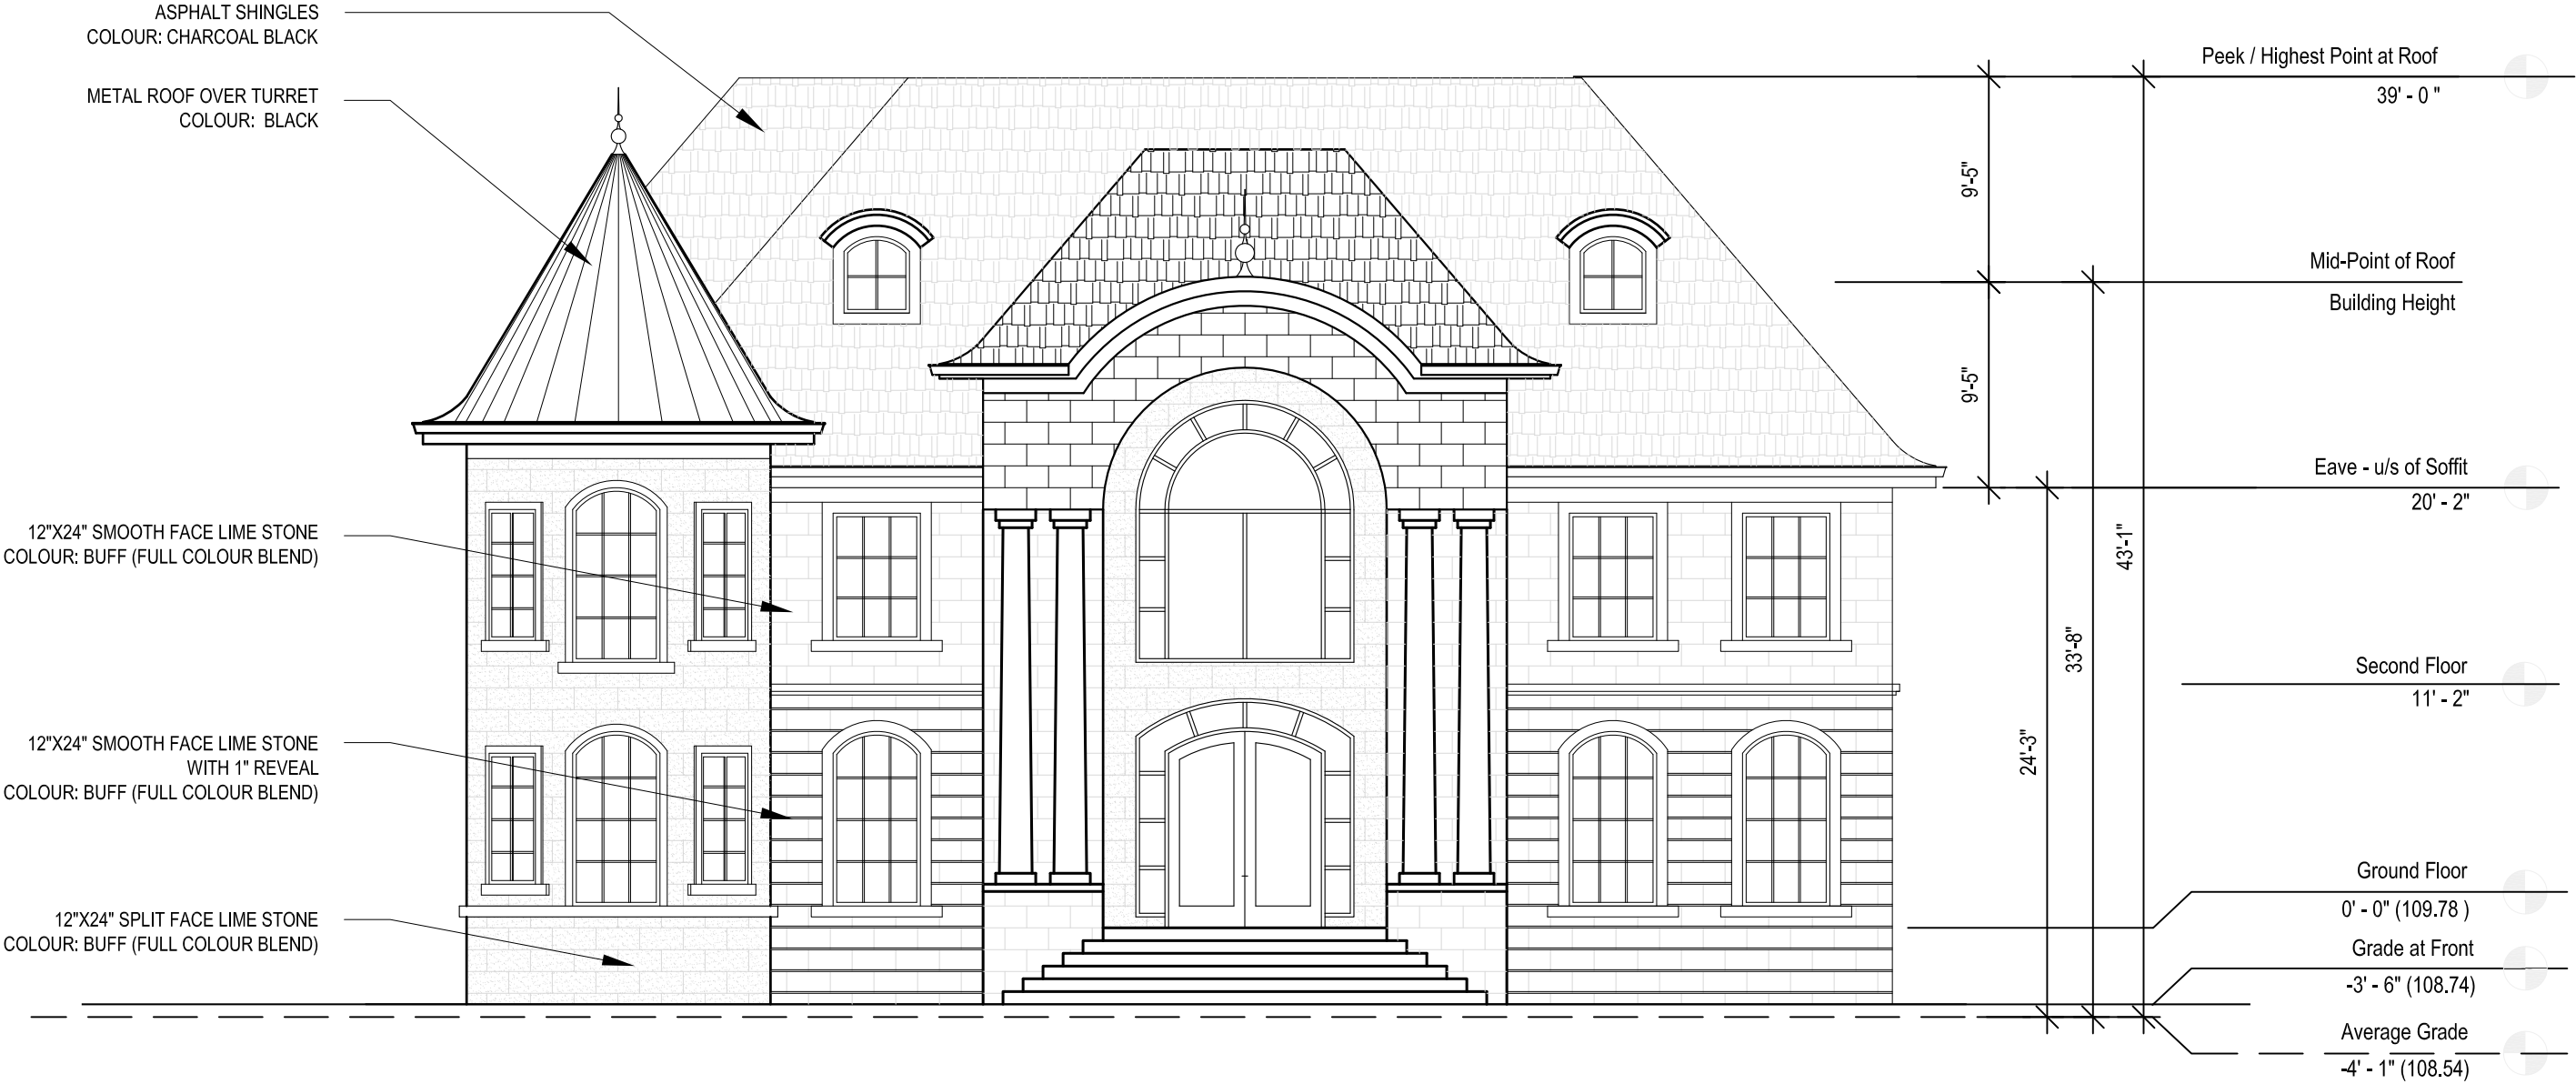 ASPHALT SHINGLES
COLOUR: CHARCOAL BLACK
METAL ROOF OVER TURRET
COLOUR: BLACK
12"X24" SMOOTH FACE LIME STONE
COLOUR: BUFF (FULL COLOUR BLEND)
12"X24" SMOOTH FACE LIME STONE
WITH 1" REVEAL
COLOUR: BUFF (FULL COLOUR BLEND)
12"X24" SPLIT FACE LIME STONE
COLOUR: BUFF (FULL COLOUR BLEND)
9'-5"
9'-5"
43'-1"
33'-8"
24'-3"
Peek / Highest Point at Roof
39' - 0 "
Mid-Point of Roof
Building Height
Eave - u/s of Soffit
20' - 2"
Second Floor
11' - 2"
Ground Floor
0' - 0" (109.78 )
Grade at Front
-3' - 6" (108.74)
Average Grade
-4' - 1" (108.54)